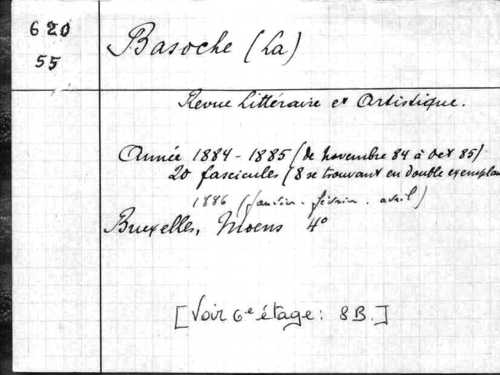 620
55
Basoche (La)
Revue Littéraire et Artistique.
Année 1884-1885 (de Novembre 84 à Oct 85)
20 fascicules (8 se trouvant en double exemplai
1886 (janvier. février. avril)
Bruxelles, Moens 4°
[Voir 6e étage: 8B.]